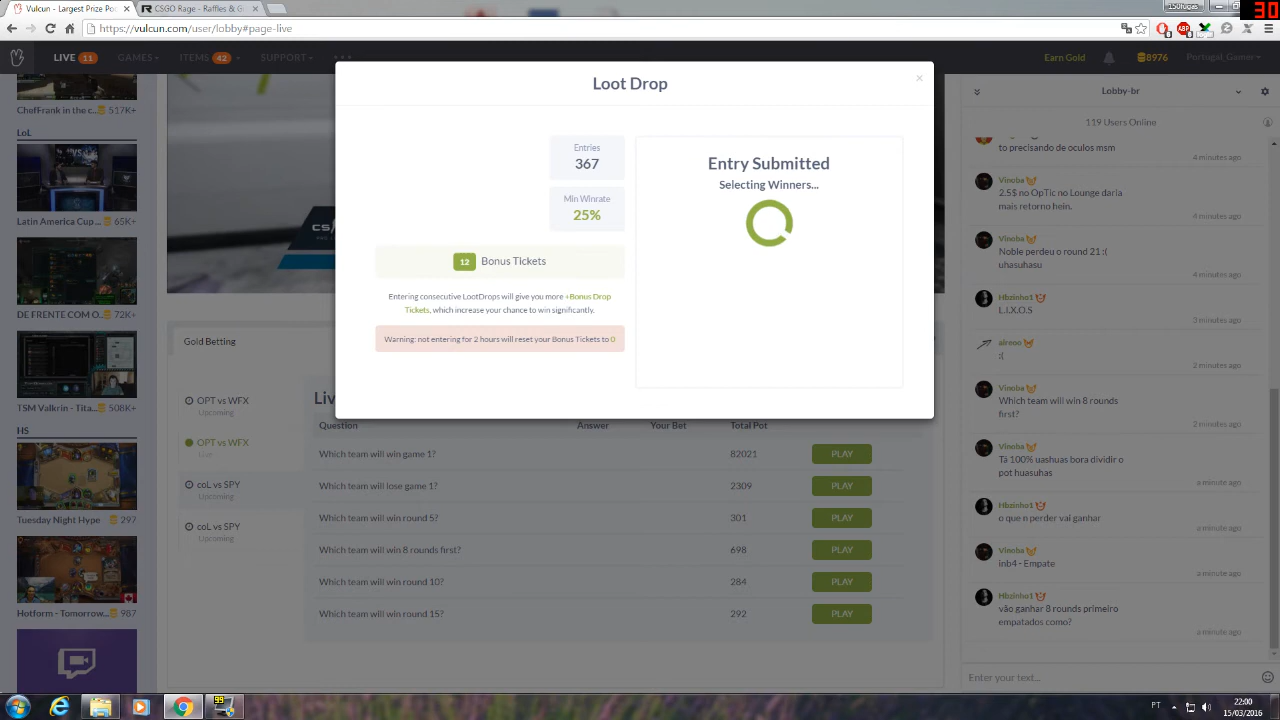 Vulcun - Largest Prize Po
CSGO Rage - Raffles & G
150lugas
30
https://vulcun.com/user/lobby#page-live
LIVE 11
GAMES
ITEMS 42
SUPPORT
Earn Gold
8976
Portugal_Gamer
ChefFrank in the c... 517K+
LoL
Latin America Cup ... 65K+
DE FRENTE COM O... 72K+
TSM Valkrin - Tita... 508K+
HS
Tuesday Night Hype 297
Hotform - Tomorrow... 987
Loot Drop
×
Entries
367
Min Winrate
25%
12 Bonus Tickets
Entering consecutive LootDrops will give you more +Bonus Drop
Tickets, which increase your chance to win significantly.
Warning: not entering for 2 hours will reset your Bonus Tickets to 0
Entry Submitted
Selecting Winners...
Gold Betting
OPT vs WFX
Upcoming
OPT vs WFX
Live
coL vs SPY
Upcoming
coL vs SPY
Upcoming
Liv
Question Answer Your Bet Total Pot
Which team will win game 1? 82021 PLAY
Which team will lose game 1? 2309 PLAY
Which team will win round 5? 301 PLAY
Which team will win 8 rounds first? 698 PLAY
Which team will win round 10? 284 PLAY
Which team will win round 15? 292 PLAY
Lobby-br
119 Users Online
to precisando de oculos msm
4 minutes ago
Vinoba
2.5$ no OpTic no Lounge daria
mais retorno hein.
4 minutes ago
Vinoba
Noble perdeu o round 21 :(
uhasuhasu
4 minutes ago
Hbzinho1
L.I.X.O.S
3 minutes ago
aireoo
:(
2 minutes ago
Vinoba
Which team will win 8 rounds
first?
2 minutes ago
Vinoba
Tá 100% uashuas bora dividir o
pot huasuhas
a minute ago
Hbzinho1
o que n perder vai ganhar
a minute ago
Vinoba
inb4 - Empate
a minute ago
Hbzinho1
vão ganhar 8 rounds primeiro
empatados como?
a minute ago
Enter your text...
99
PT
22:00
15/03/2016